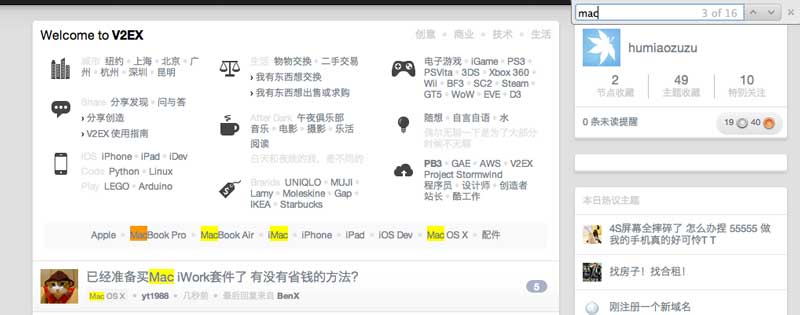 mac 3 of 16
Welcome to V2EX
创意 商业 技术 生活
城市 纽约 上海 北京 广
州 杭州 深圳 昆明
Share 分享发现 问与答
› 分享创造
› V2EX 使用指南
iOS iPhone iPad iDev
Code Python Linux
Play LEGO Arduino
生活 物物交换 二手交易
› 我有东西想交换
› 我有东西想出售或求购
After Dark 午夜俱乐部
音乐 电影 摄影 乐活
阅读
白天和夜晚的我，是不同的
Brands UNIQLO MUJI
Lamy Moleskine Gap
IKEA Starbucks
电子游戏 iGame PS3
PSVita 3DS Xbox 360
Wii BF3 SC2 Steam
GT5 WoW EVE D3
随想 自言自语 水
偶尔无聊一下是为了大部分
时候不无聊
PB3 GAE AWS V2EX
Project Stormwind
程序员 设计师 创造者
站长 酷工作
Apple MacBook Pro MacBook Air iMac iPhone iPad iOS Dev Mac OS X 配件
已经准备买Mac iWork套件了 有没有省钱的方法?
Mac OS X yt1988 几秒前 最后回复来自 BenX
5
humiaozuzu
2 49 10
节点收藏 主题收藏 特别关注
0 条未读提醒 19 40
本日热议主题
4S屏幕全摔碎了 怎么办捏 55555 做
我的手机真的好可怜T T
找房子！找合租！
刚注册一个新域名